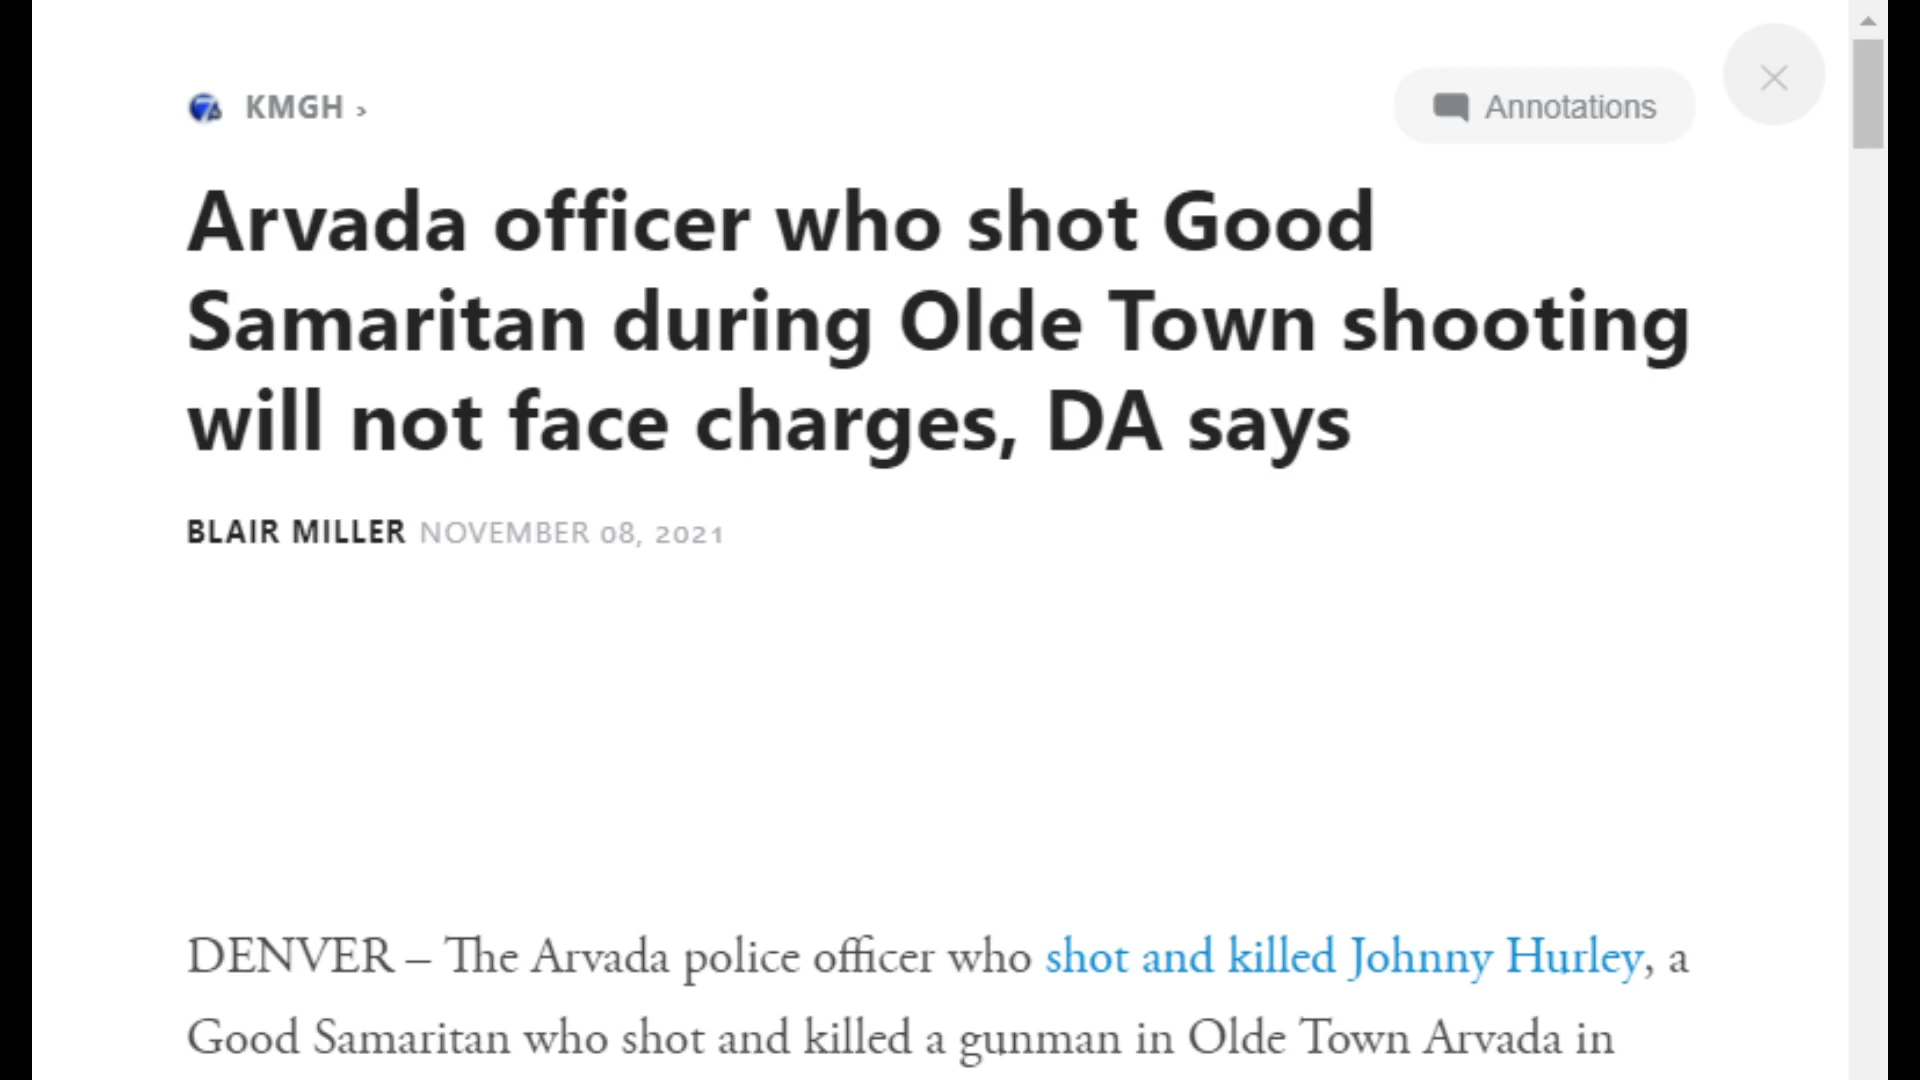 KMGH ›
Annotations
Arvada officer who shot Good
Samaritan during Olde Town shooting
will not face charges, DA says
BLAIR MILLER NOVEMBER 08, 2021
DENVER – The Arvada police officer who shot and killed Johnny Hurley, a
Good Samaritan who shot and killed a gunman in Olde Town Arvada in